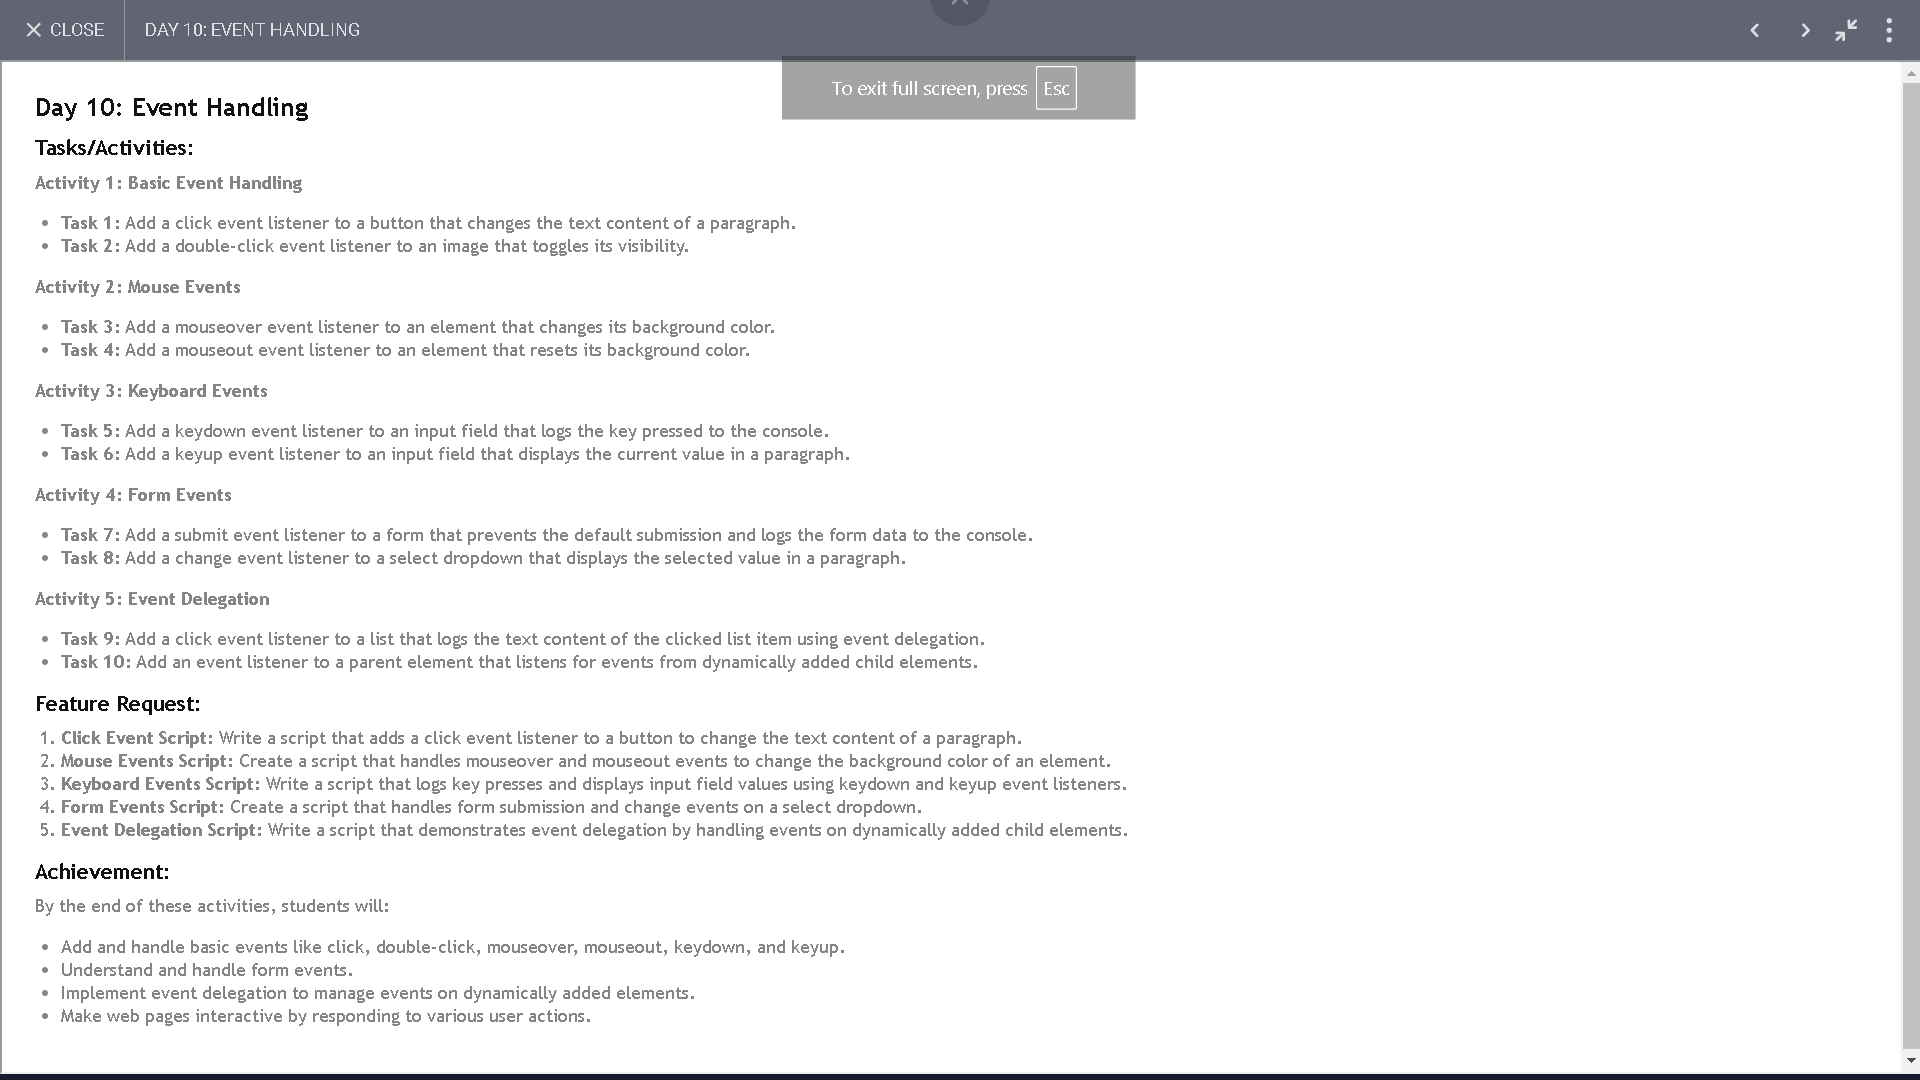 CLOSE
DAY 10: EVENT HANDLING
To exit full screen, press Esc
Day 10: Event Handling
Tasks/Activities:
Activity 1: Basic Event Handling
• Task 1: Add a click event listener to a button that changes the text content of a paragraph.
• Task 2: Add a double-click event listener to an image that toggles its visibility.
Activity 2: Mouse Events
• Task 3: Add a mouseover event listener to an element that changes its background color.
• Task 4: Add a mouseout event listener to an element that resets its background color.
Activity 3: Keyboard Events
• Task 5: Add a keydown event listener to an input field that logs the key pressed to the console.
• Task 6: Add a keyup event listener to an input field that displays the current value in a paragraph.
Activity 4: Form Events
• Task 7: Add a submit event listener to a form that prevents the default submission and logs the form data to the console.
• Task 8: Add a change event listener to a select dropdown that displays the selected value in a paragraph.
Activity 5: Event Delegation
• Task 9: Add a click event listener to a list that logs the text content of the clicked list item using event delegation.
• Task 10: Add an event listener to a parent element that listens for events from dynamically added child elements.
Feature Request:
1. Click Event Script: Write a script that adds a click event listener to a button to change the text content of a paragraph.
2. Mouse Events Script: Create a script that handles mouseover and mouseout events to change the background color of an element.
3. Keyboard Events Script: Write a script that logs key presses and displays input field values using keydown and keyup event listeners.
4. Form Events Script: Create a script that handles form submission and change events on a select dropdown.
5. Event Delegation Script: Write a script that demonstrates event delegation by handling events on dynamically added child elements.
Achievement:
By the end of these activities, students will:
• Add and handle basic events like click, double-click, mouseover, mouseout, keydown, and keyup.
• Understand and handle form events.
• Implement event delegation to manage events on dynamically added elements.
• Make web pages interactive by responding to various user actions.